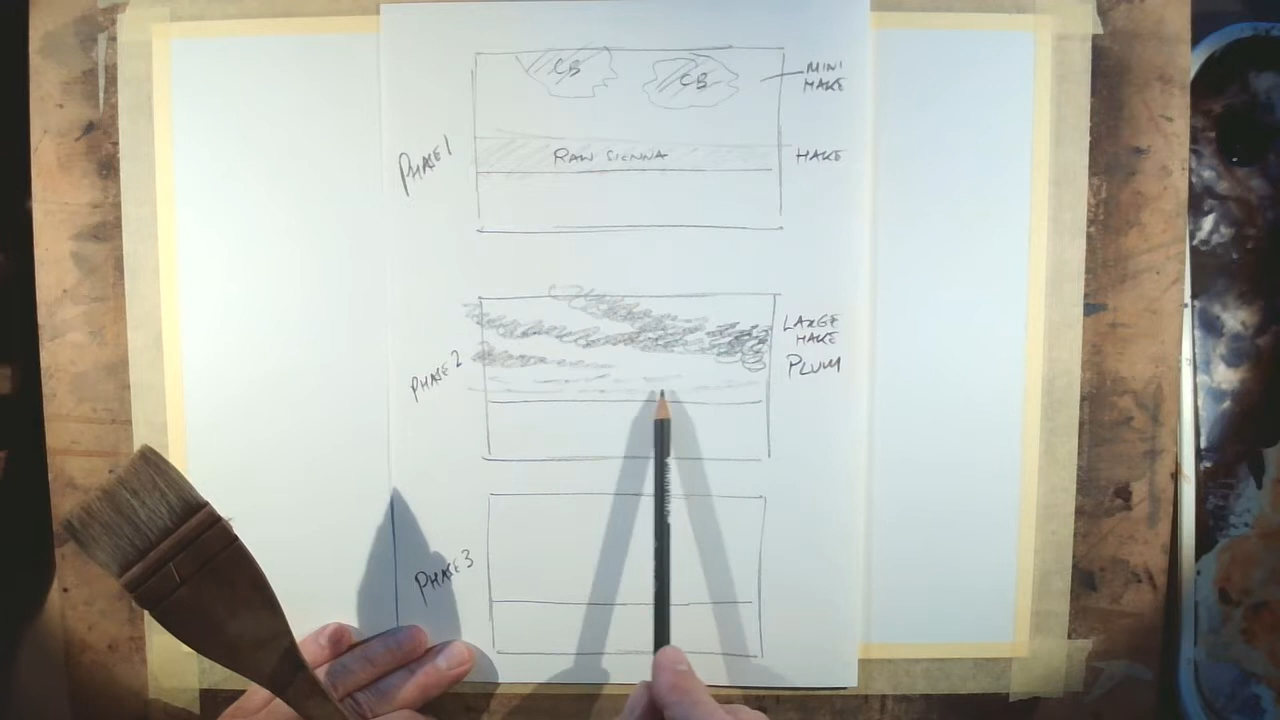 CB
CB
MINI
HAKE
PHASE 1
RAW SIENNA
HAKE
LARGE
HAKE
PHASE 2
PLUM
PHASE 3